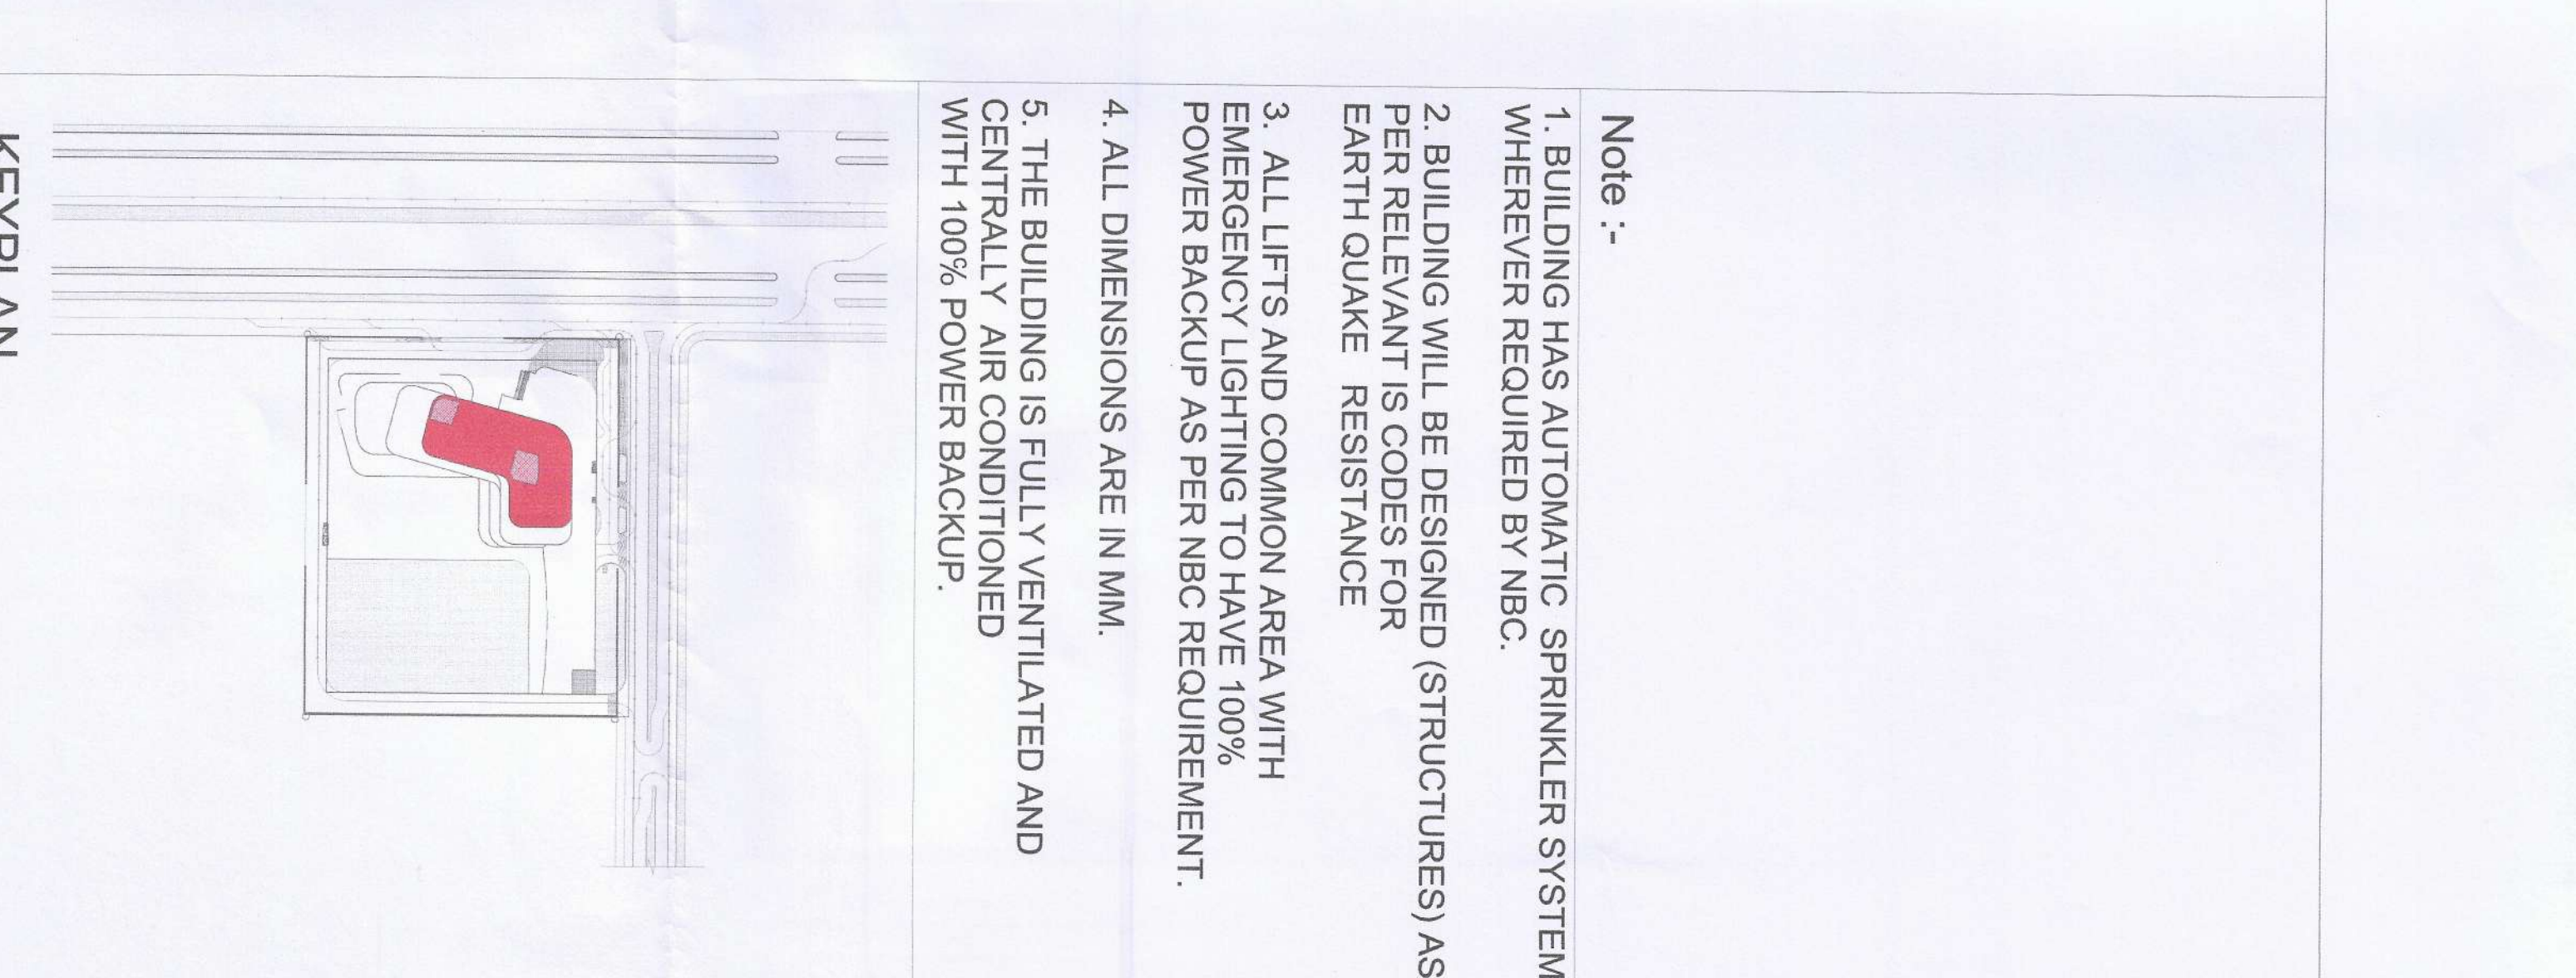 Note :-
1. BUILDING HAS AUTOMATIC SPRINKLER SYSTEM
WHEREVER REQUIRED BY NBC.
2. BUILDING WILL BE DESIGNED (STRUCTURES) AS
PER RELEVANT IS CODES FOR
EARTH QUAKE RESISTANCE
3. ALL LIFTS AND COMMON AREA WITH
EMERGENCY LIGHTING TO HAVE 100%
POWER BACKUP AS PER NBC REQUIREMENT.
4. ALL DIMENSIONS ARE IN MM.
5. THE BUILDING IS FULLY VENTILATED AND
CENTRALLY AIR CONDITIONED
WITH 100% POWER BACKUP.
KEYPLAN